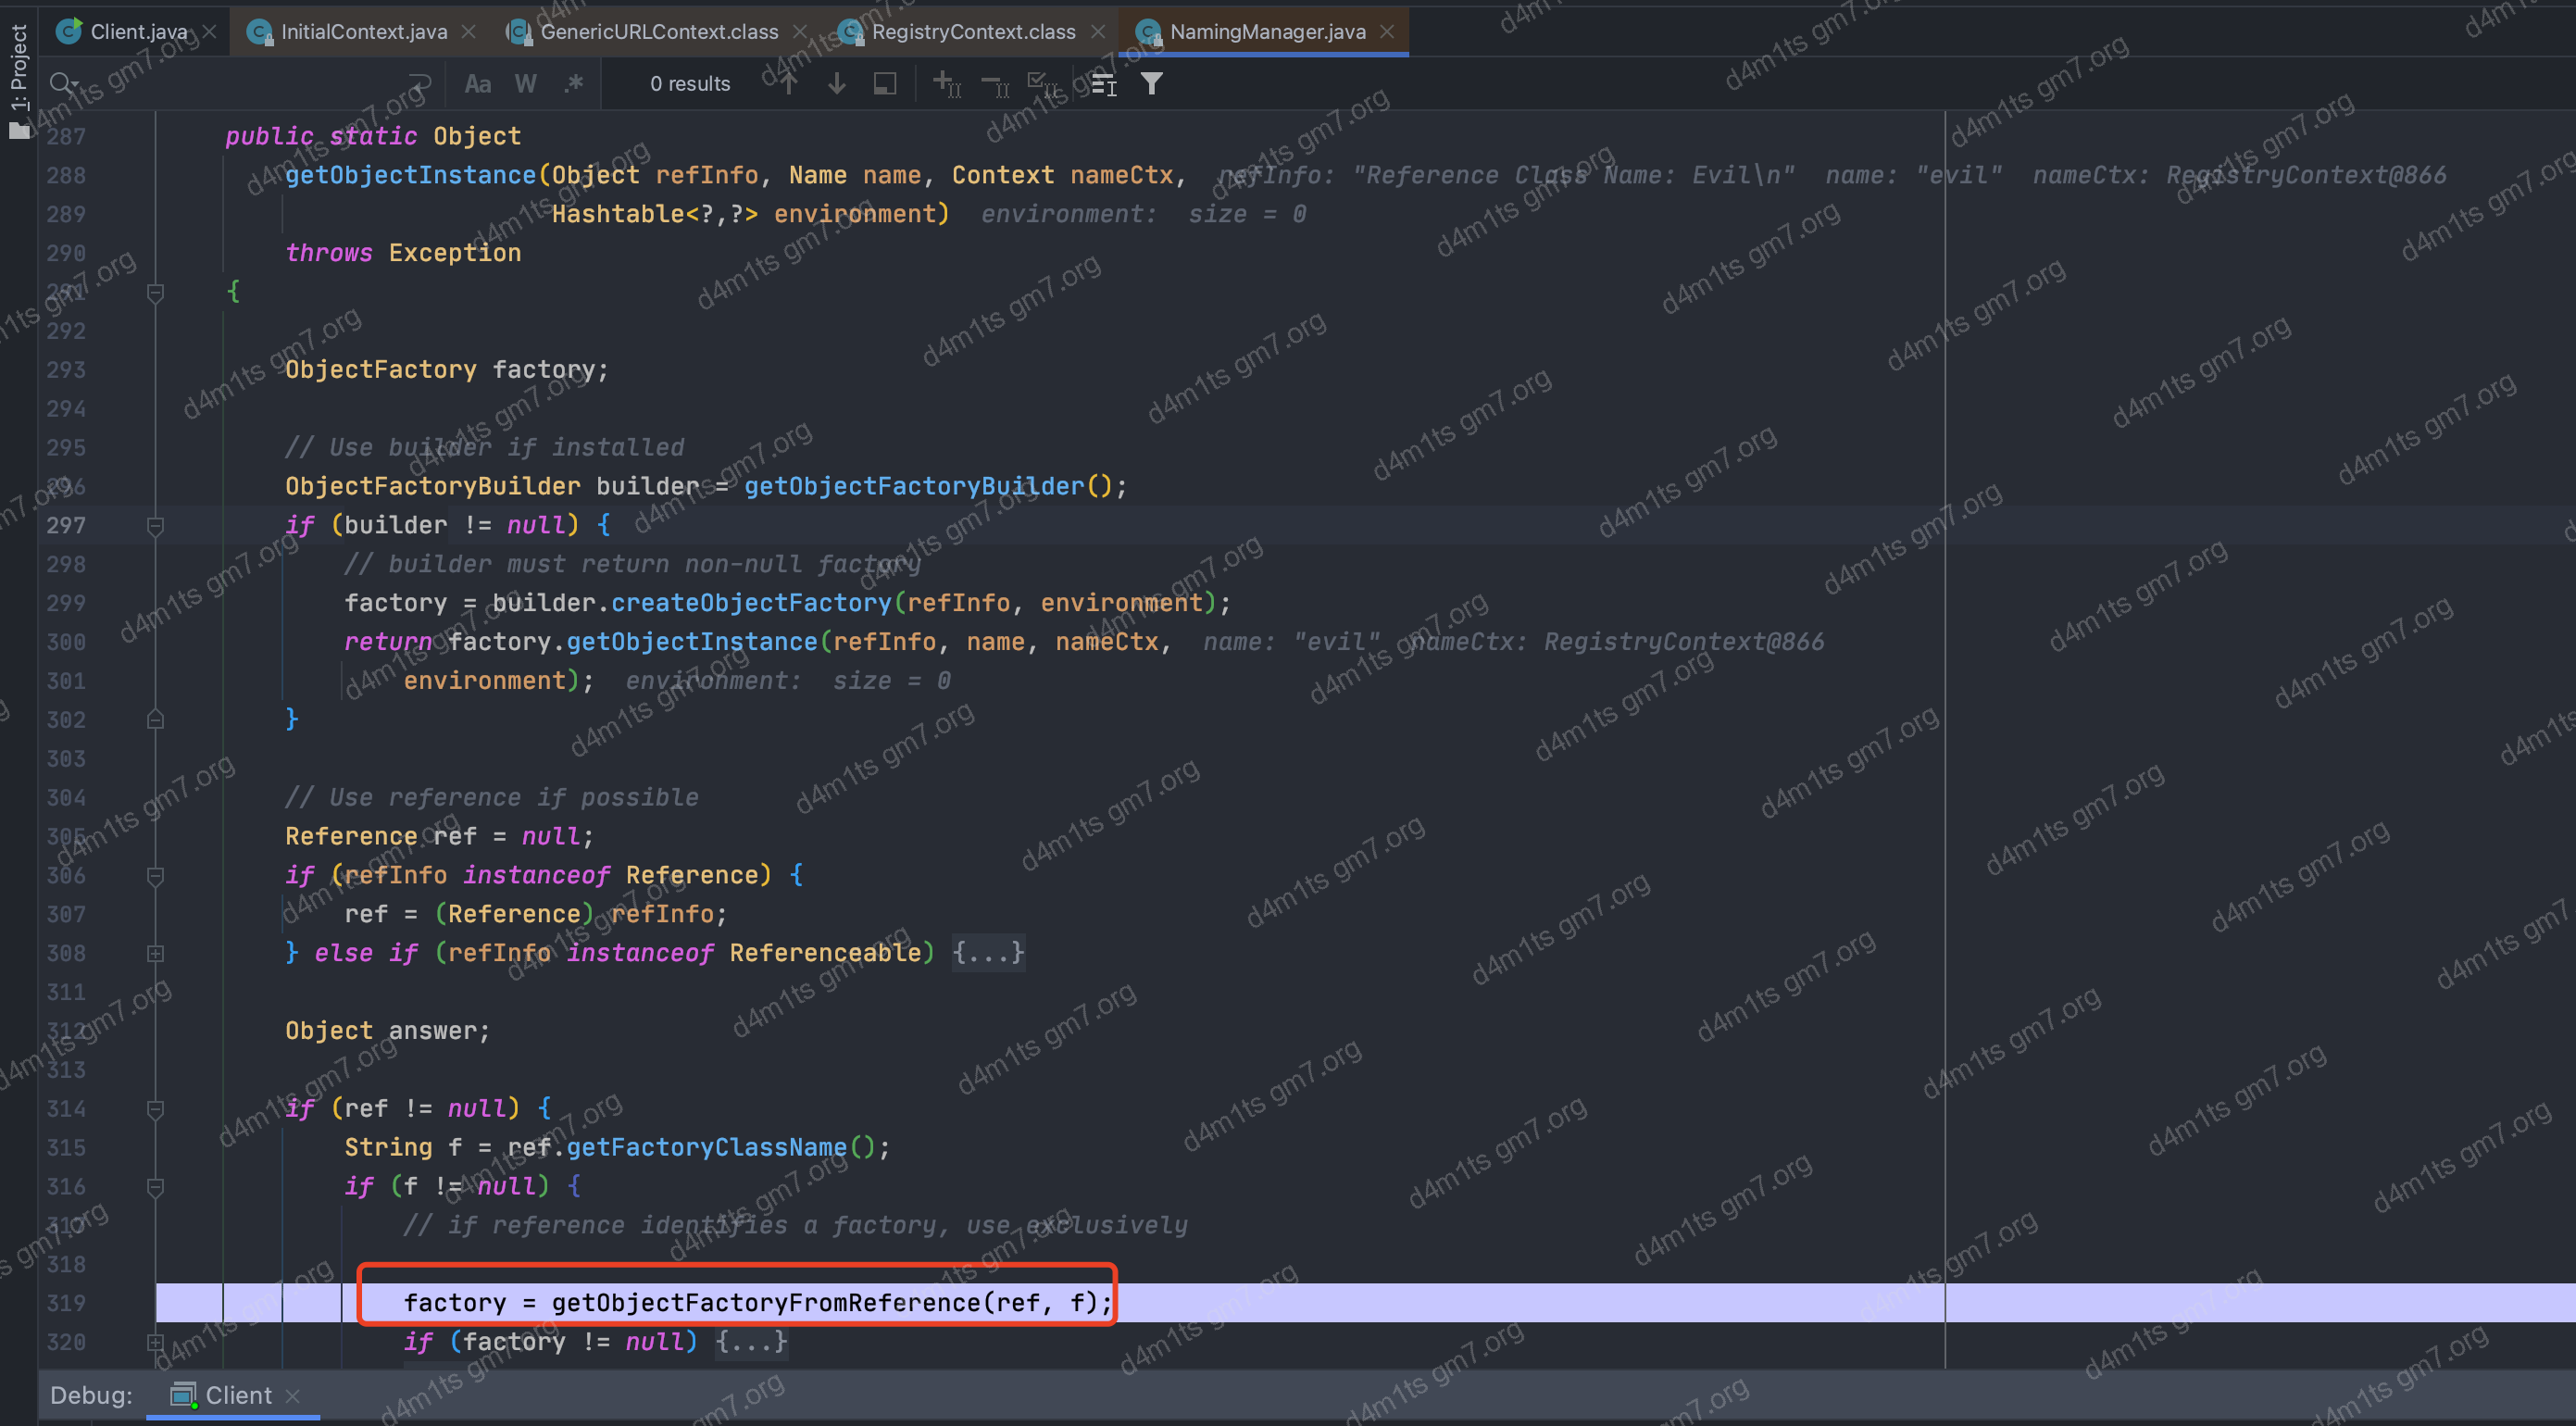 1: Project
Client.java
InitialContext.java
GenericURLContext.class
RegistryContext.class
NamingManager.java
Aa W .* 0 results
287 public static Object
288 getObjectInstance(Object refInfo, Name name, Context nameCtx, refInfo: "Reference Class Name: Evil\n" name: "evil" nameCtx: RegistryContext@866
289 Hashtable<?,?> environment) environment: size = 0
290 throws Exception
291 {
292
293 ObjectFactory factory;
294
295 // Use builder if installed
296 ObjectFactoryBuilder builder = getObjectFactoryBuilder();
297 if (builder != null) {
298 // builder must return non-null factory
299 factory = builder.createObjectFactory(refInfo, environment);
300 return factory.getObjectInstance(refInfo, name, nameCtx, name: "evil" nameCtx: RegistryContext@866
301 environment); environment: size = 0
302 }
303
304 // Use reference if possible
305 Reference ref = null;
306 if (refInfo instanceof Reference) {
307 ref = (Reference) refInfo;
308 } else if (refInfo instanceof Referenceable) {...}
311
312 Object answer;
313
314 if (ref != null) {
315 String f = ref.getFactoryClassName();
316 if (f != null) {
317 // if reference identifies a factory, use exclusively
318
319 factory = getObjectFactoryFromReference(ref, f);
320 if (factory != null) {...}
Debug: Client
d4m1ts gm7.org